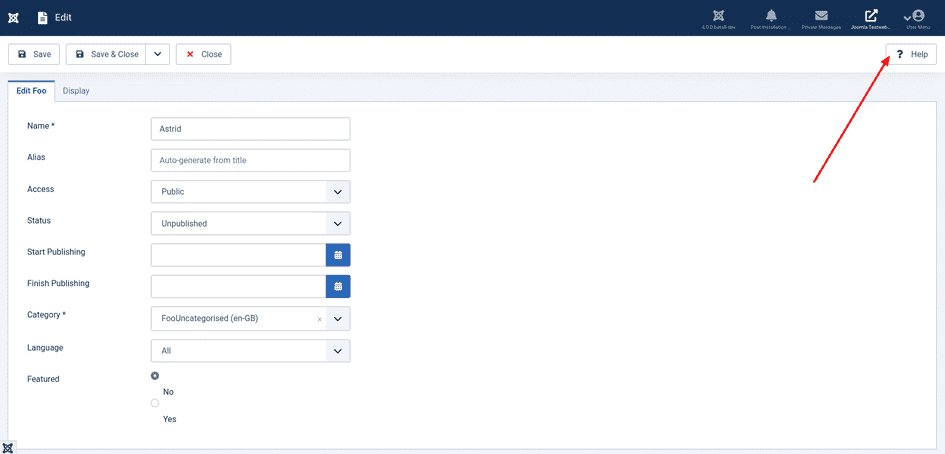 Edit
4.0.0-beta8-dev
Post Installation ...
Private Messages
Joomla Testweb...
User Menu
Save
Save & Close
Close
? Help
Edit Foo
Display
Name *
Astrid
Alias
Auto-generate from title
Access
Public
Status
Unpublished
Start Publishing
Finish Publishing
Category *
FooUncategorised (en-GB)
Language
All
Featured
No
Yes